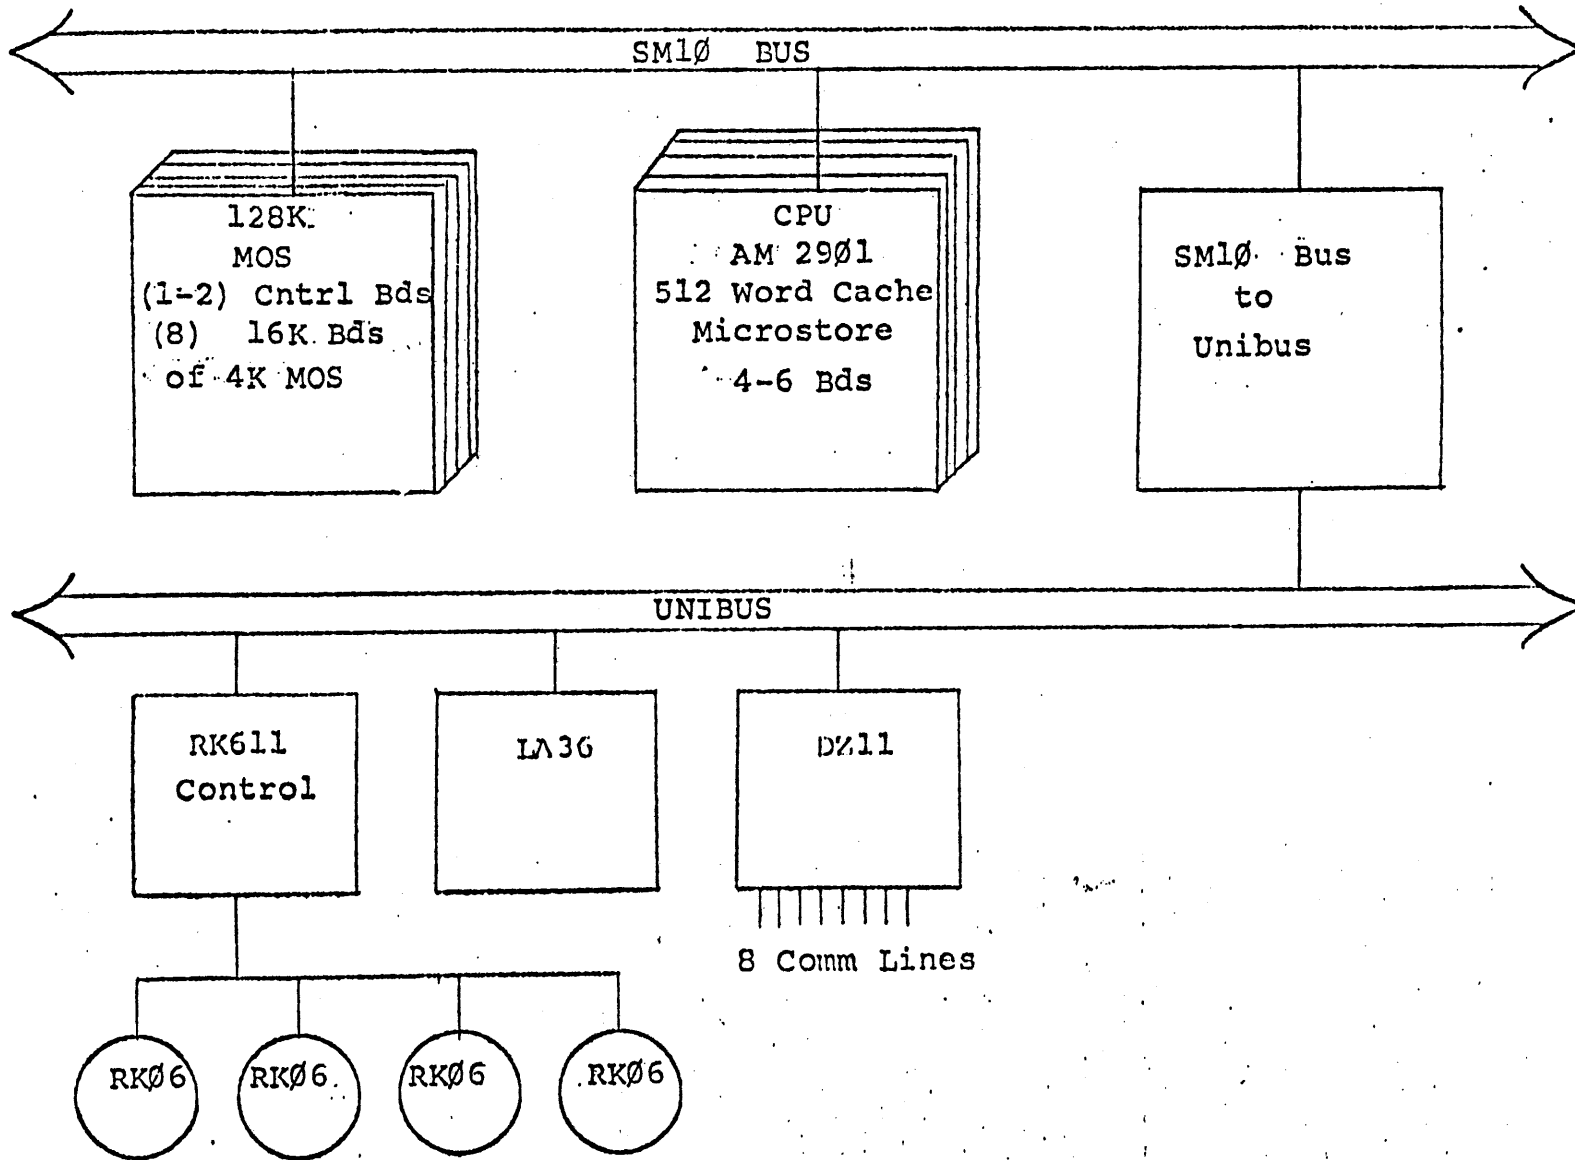 SM1Ø BUS
128K
MOS
(1-2) Cntrl Bds
(8) 16K Bds
of 4K MOS
CPU
AM 29Ø1
512 Word Cache
Microstore
4-6 Bds
SM1Ø Bus
to
Unibus
UNIBUS
RK611
Control
LA36
DZ11
8 Comm Lines
RKØ6
RKØ6
RKØ6
RKØ6